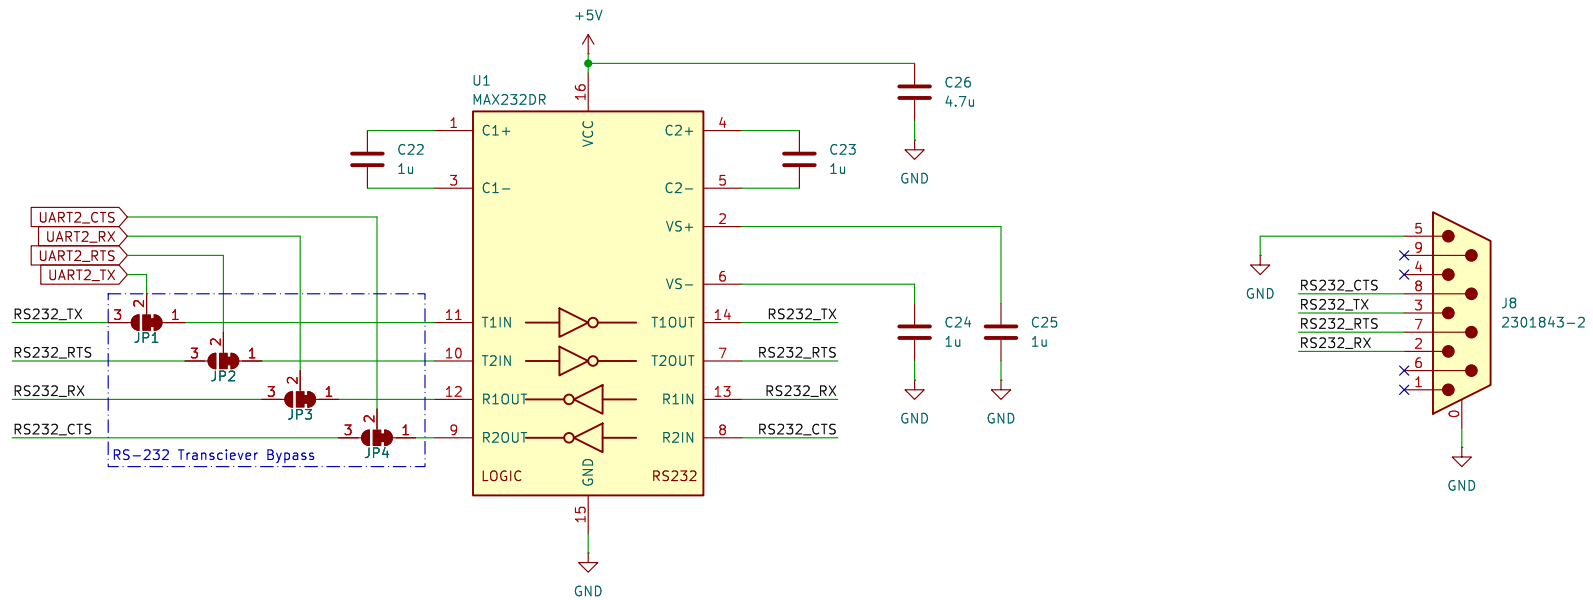 +5V
U1
MAX232DR
16
VCC
C26
4.7u
GND
1
C1+
C2+
4
C22
1u
C23
1u
3
C1-
C2-
5
UART2_CTS
UART2_RX
UART2_RTS
UART2_TX
VS+
2
VS-
6
RS232_TX
3
2
1
JP1
11
T1IN
T1OUT
14
RS232_TX
RS232_RTS
3
2
1
JP2
10
T2IN
T2OUT
7
RS232_RTS
RS232_RX
3
2
1
JP3
12
R1OUT
R1IN
13
RS232_RX
RS232_CTS
3
2
1
JP4
9
R2OUT
R2IN
8
RS232_CTS
RS-232 Transciever Bypass
LOGIC
GND
RS232
15
GND
C24
1u
GND
C25
1u
GND
GND
5
9
4
RS232_CTS
8
RS232_TX
3
RS232_RTS
7
RS232_RX
2
6
1
0
J8
2301843-2
GND